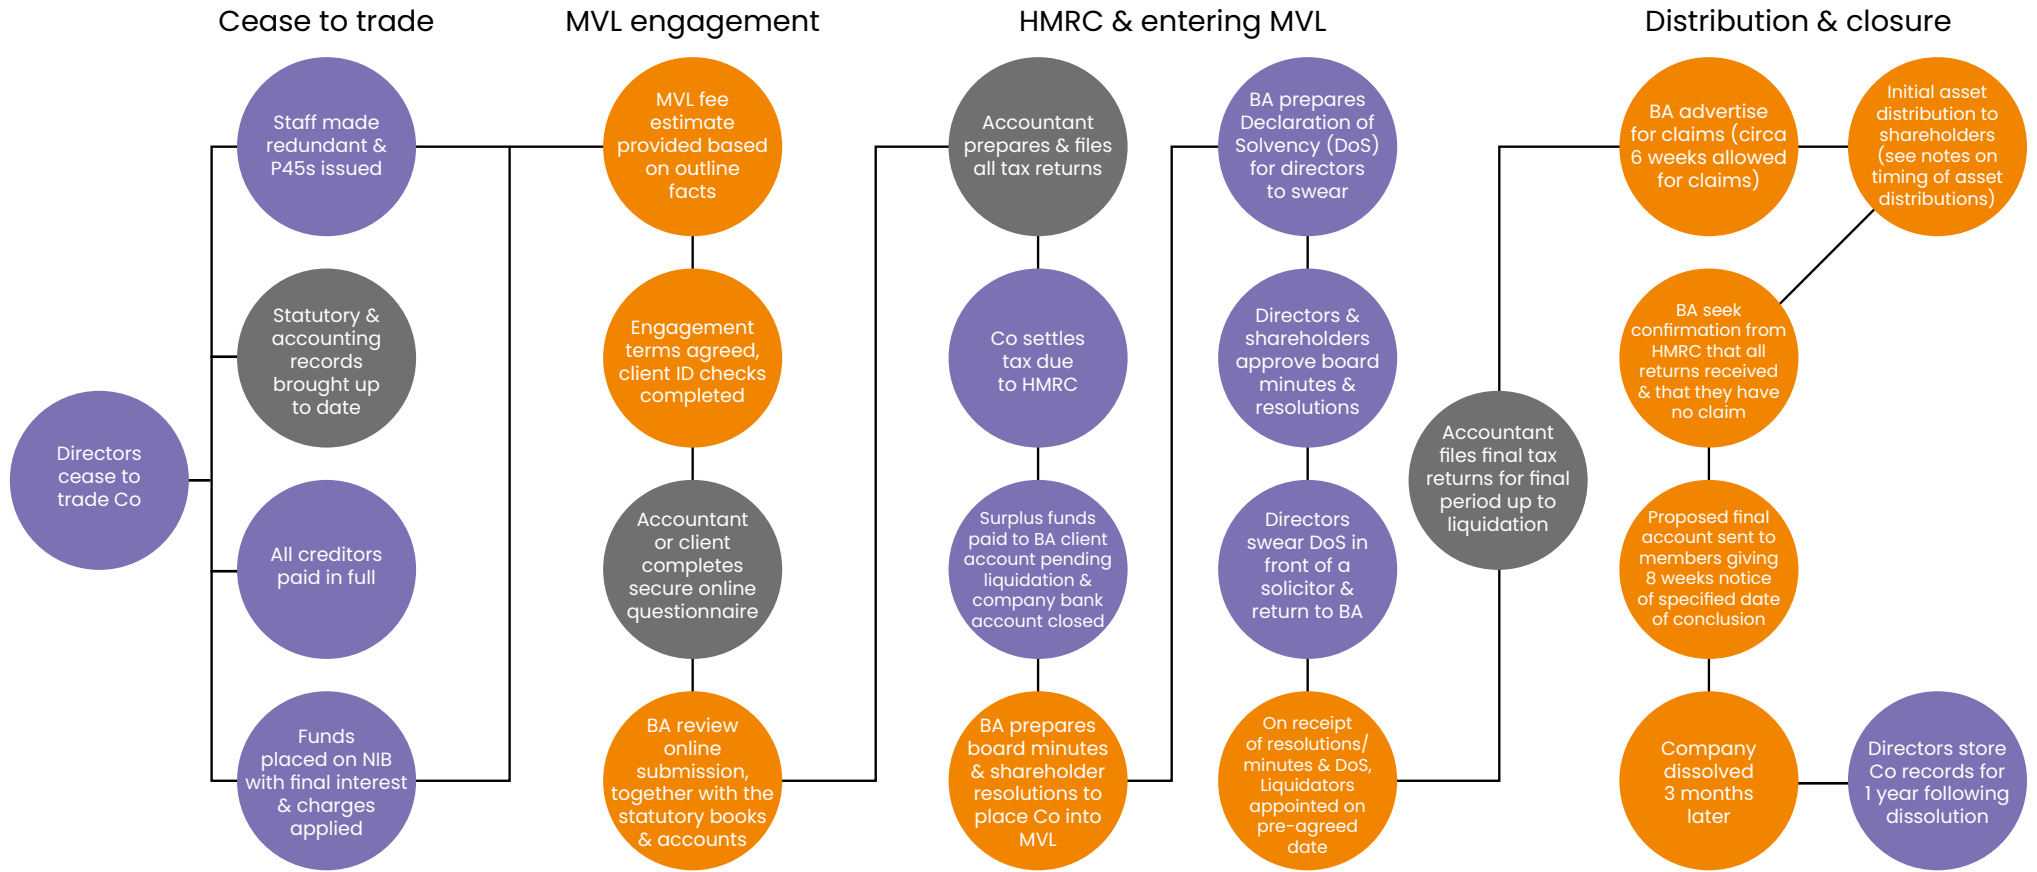 Cease to trade
MVL engagement
HMRC & entering MVL
Distribution & closure
Directors
cease to
trade Co
Staff made
redundant &
P45s issued
Statutory &
accounting
records
brought up
to date
All creditors
paid in full
Funds
placed on NIB
with final interest
& charges
applied
MVL fee
estimate
provided based
on outline
facts
Engagement
terms agreed,
client ID checks
completed
Accountant
or client
completes
secure online
questionnaire
BA review
online
submission,
together with the
statutory books
& accounts
Accountant
prepares & files
all tax returns
Co settles
tax due
to HMRC
Surplus funds
paid to BA client
account pending
liquidation &
company bank
account closed
BA prepares
board minutes
& shareholder
resolutions to
place Co into
MVL
BA prepares
Declaration of
Solvency (DoS)
for directors
to swear
Directors &
shareholders
approve board
minutes &
resolutions
Directors
swear DoS in
front of a
solicitor &
return to BA
On receipt
of resolutions/
minutes & DoS,
Liquidators
appointed on
pre-agreed
date
Accountant
files final tax
returns for final
period up to
liquidation
BA advertise
for claims (circa
6 weeks allowed
for claims)
Initial asset
distribution to
shareholders
(see notes on
timing of asset
distributions)
BA seek
confirmation from
HMRC that all
returns received
& that they have
no claim
Proposed final
account sent to
members giving
8 weeks notice
of specified date
of conclusion
Company
dissolved
3 months
later
Directors store
Co records for
1 year following
dissolution